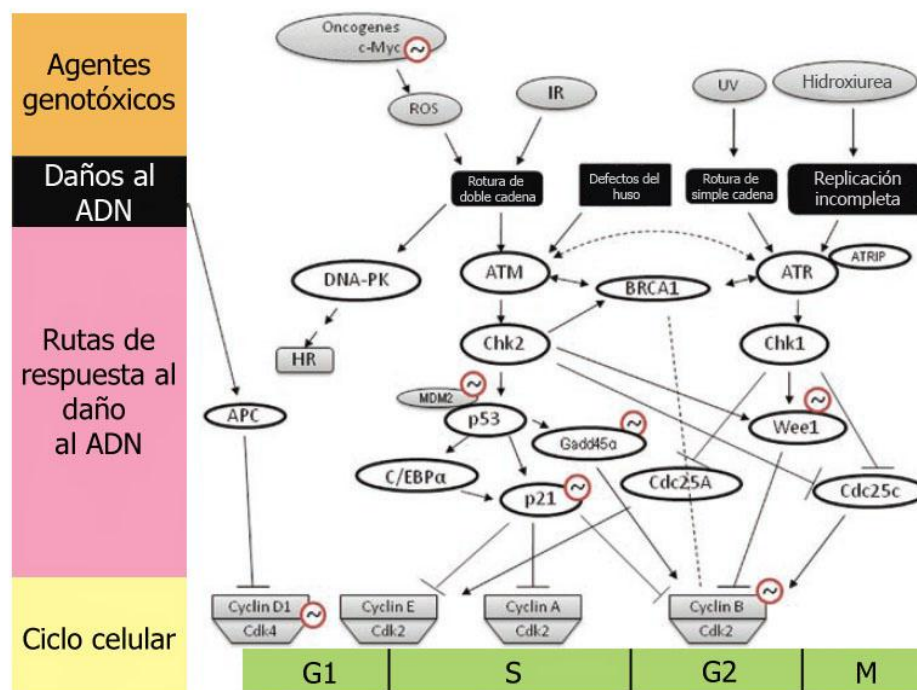 Agentes
genotóxicos
Daños al
ADN
Rutas de
respuesta al
daño
al ADN
Ciclo celular
Oncogenes
c-Myc
~
ROS
IR
UV
Hidroxiurea
Rotura de
doble cadena
Defectos del
huso
Rotura de
simple cadena
Replicación
incompleta
DNA-PK
ATM
BRCA1
ATR
ATRIP
HR
Chk2
Chk1
APC
MDM2
~
p53
Gadd45α
~
Wee1
~
C/EBPα
p21
~
Cdc25A
Cdc25c
Cyclin D1
Cdk4
~
Cyclin E
Cdk2
Cyclin A
Cdk2
Cyclin B
Cdk2
~
G1
S
G2
M